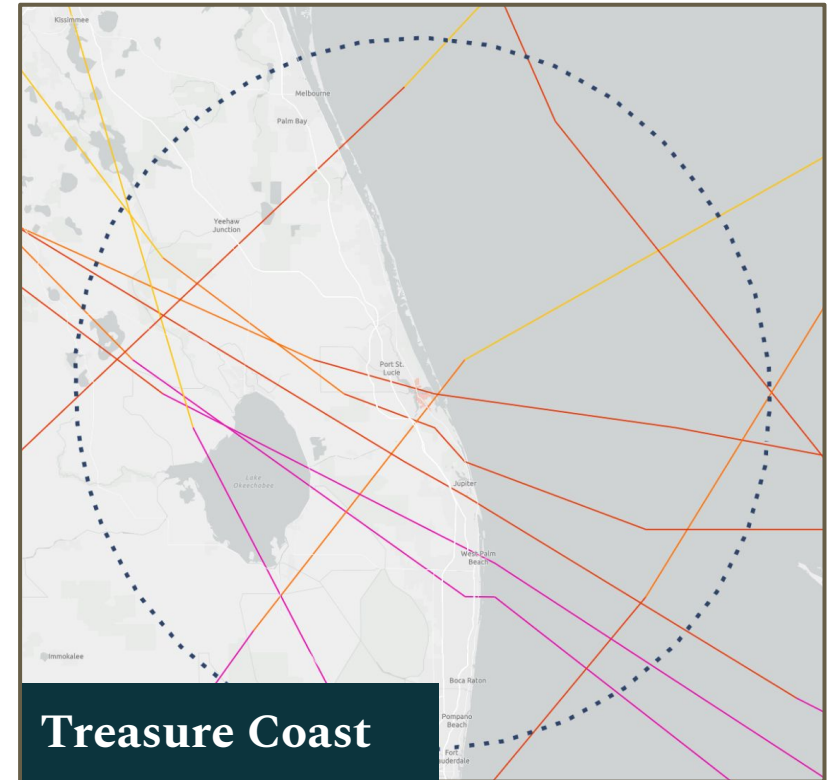 Kissimmee
Melbourne
Palm Bay
Yeehaw
Junction
Port St.
Lucie
Lake
Okeechobee
Jupiter
West Palm
Beach
Immokalee
Boca Raton
Pompano
Beach
Fort
auderdale
Treasure Coast